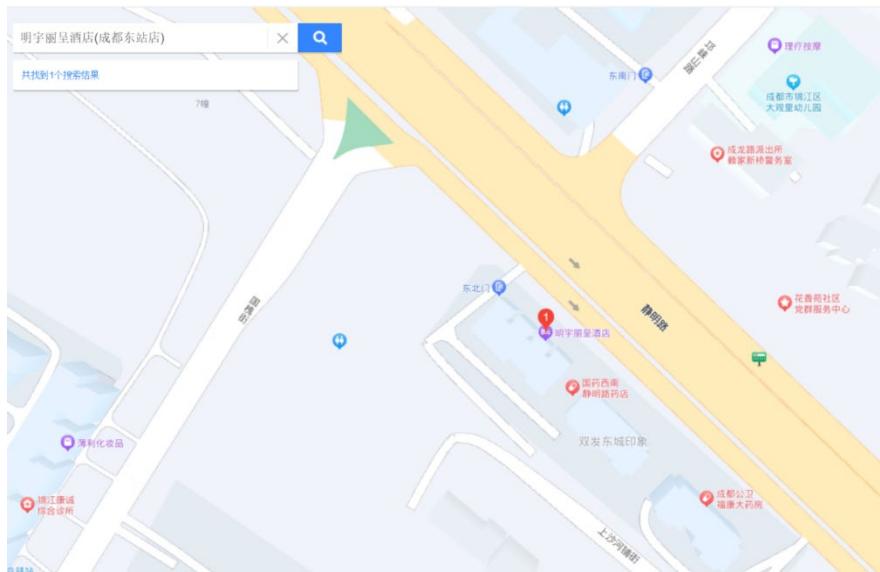 明宇丽呈酒店(成都东站店)
共找到1个搜索结果
7幢
东南门
理疗按摩
成都市锦江区
大观里幼儿园
成龙路派出所
赖家新桥警务室
国槐街
东北门
1
明宇丽呈酒店
静明路
花香苑社区
党群服务中心
国药西南
静明路药店
薄利化妆品
双发东城印象
锦江康诚
综合诊所
成都公卫
福康大药房
上沙河铺街